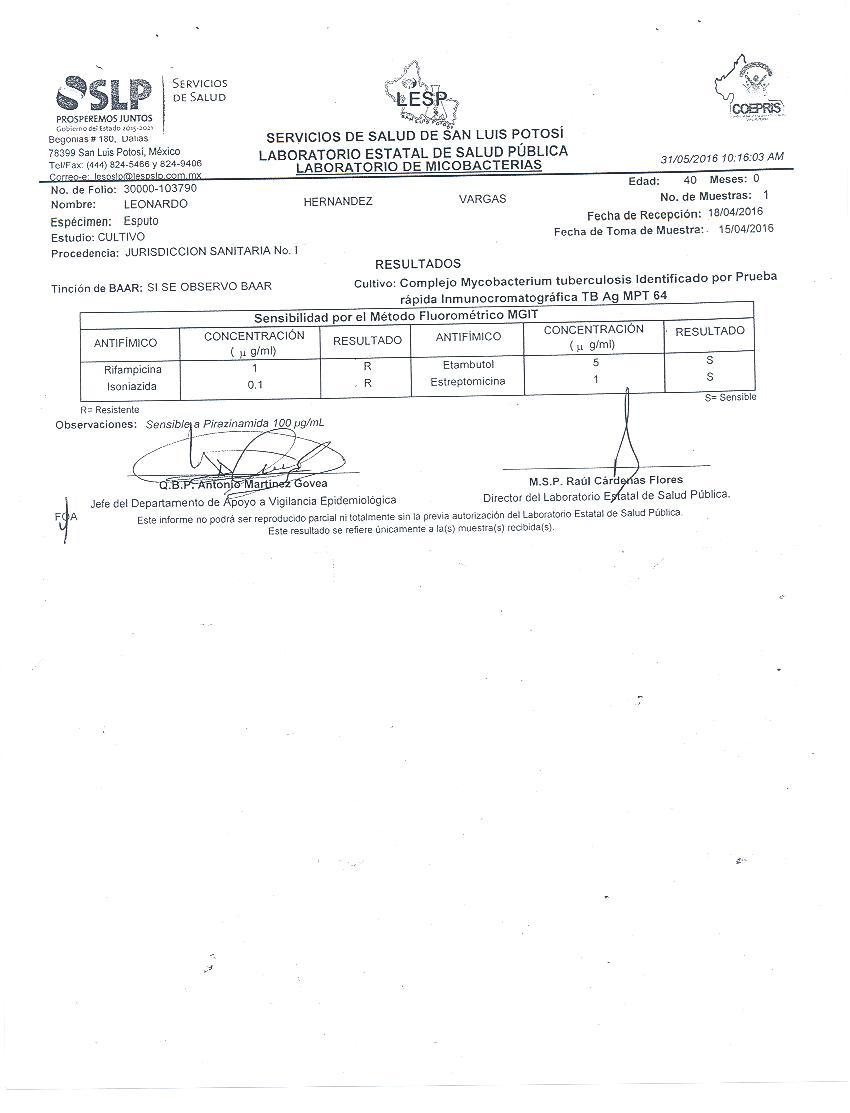 SSLP SERVICIOS DE SALUD
PROSPEREMOS JUNTOS
Gobierno del Estado 2015-2021
LESP
COEPRIS
Begonias # 180, Dalias
78399 San Luis Potosí, México
Tel/Fax: (444) 824-5466 y 824-9406
Correo-e: lespslp@lespslp.com.mx
SERVICIOS DE SALUD DE SAN LUIS POTOSÍ
LABORATORIO ESTATAL DE SALUD PÚBLICA
LABORATORIO DE MICOBACTERIAS
31/05/2016 10:16:03 AM
No. de Folio: 30000-103790
Edad: 40 Meses: 0
Nombre: LEONARDO HERNANDEZ VARGAS
No. de Muestras: 1
Espécimen: Esputo
Fecha de Recepción: 18/04/2016
Estudio: CULTIVO
Fecha de Toma de Muestra: 15/04/2016
Procedencia: JURISDICCION SANITARIA No. I
RESULTADOS
Tinción de BAAR: SI SE OBSERVO BAAR
Cultivo: Complejo Mycobacterium tuberculosis Identificado por Prueba
rápida Inmunocromatográfica TB Ag MPT 64
Sensibilidad por el Método Fluorométrico MGIT
ANTIFÍMICO CONCENTRACIÓN ( µ g/ml) RESULTADO ANTIFÍMICO CONCENTRACIÓN ( µ g/ml) RESULTADO
Rifampicina 1 R Etambutol 5 S
Isoniazida 0.1 R Estreptomicina 1 S
R= Resistente
S= Sensible
Observaciones: Sensible a Pirazinamida 100 µg/mL
Q.B.P. Antonio Martínez Govea
M.S.P. Raúl Cárdenas Flores
Jefe del Departamento de Apoyo a Vigilancia Epidemiológica
Director del Laboratorio Estatal de Salud Pública.
Este informe no podrá ser reproducido parcial ni totalmente sin la previa autorización del Laboratorio Estatal de Salud Pública.
Este resultado se refiere únicamente a la(s) muestra(s) recibida(s).